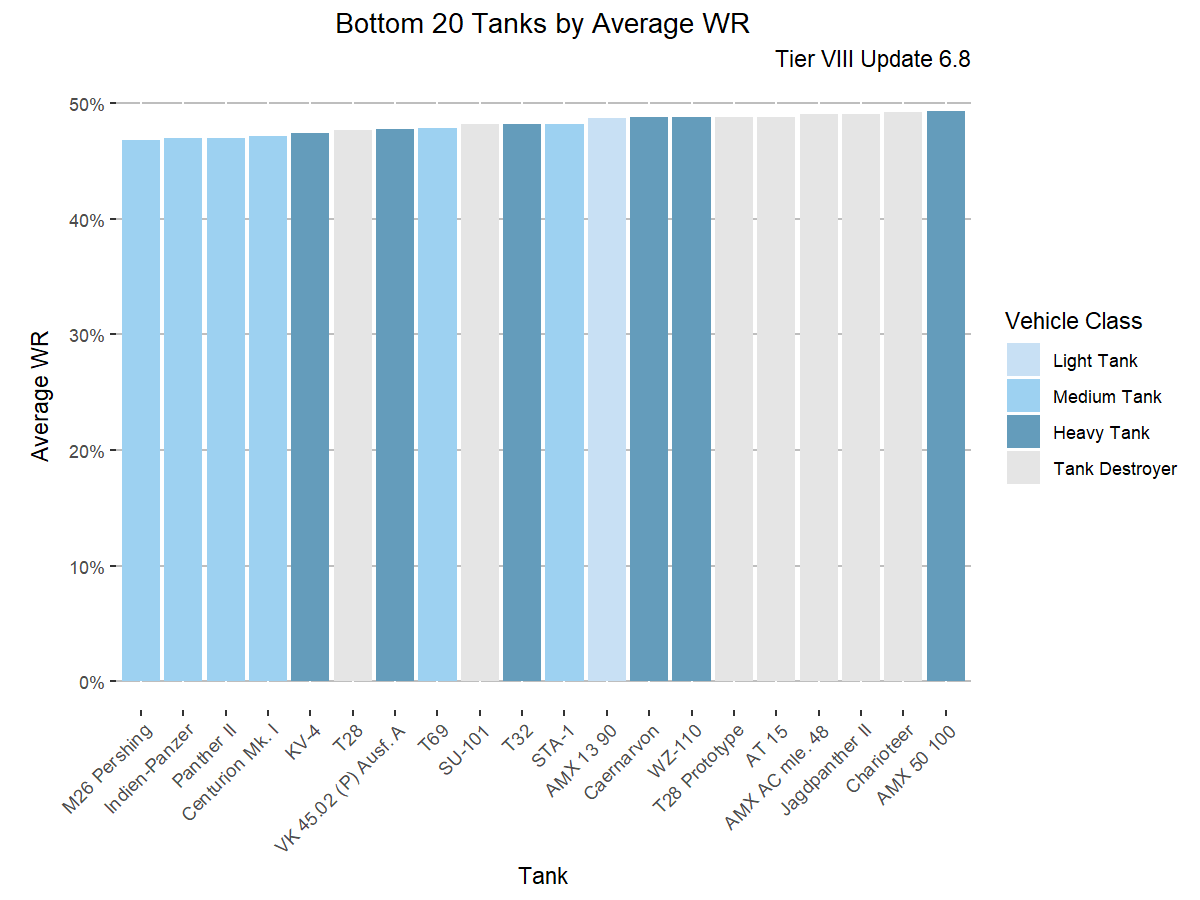 Bottom 20 Tanks by Average WR
Tier VIII Update 6.8
50%
40%
30%
20%
10%
0%
Average WR
M26 Pershing
Indien-Panzer
Panther II
Centurion Mk. I
KV-4
T28
VK 45.02 (P) Ausf. A
T69
SU-101
T32
STA-1
AMX 13 90
Caernarvon
WZ-110
T28 Prototype
AT 15
AMX AC mle. 48
Jagdpanther II
Charioteer
AMX 50 100
Tank
Vehicle Class
Light Tank
Medium Tank
Heavy Tank
Tank Destroyer